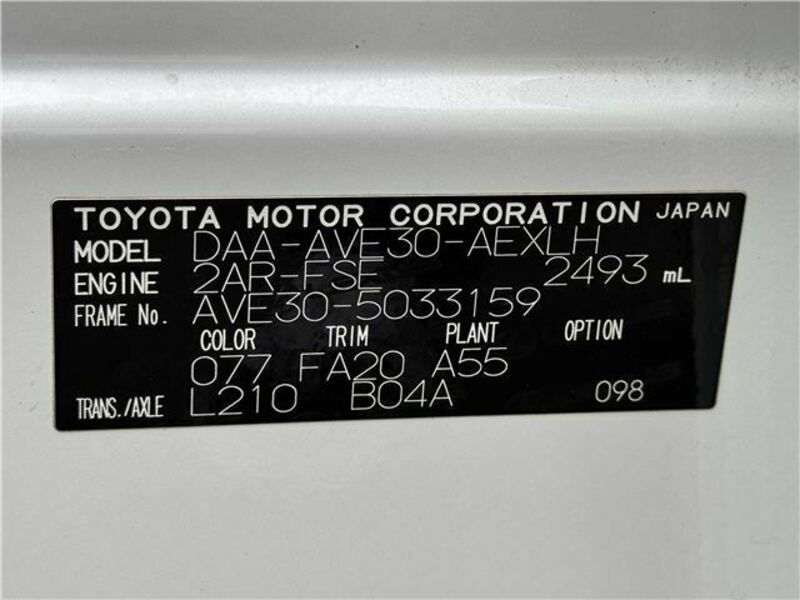 TOYOTA MOTOR CORPORATION JAPAN
MODEL DAA-AVE30-AEXLH
ENGINE 2AR-FSE 2493 mL
FRAME No. AVE30-5033159
COLOR TRIM PLANT OPTION
077 FA20 A55
TRANS./AXLE L210 B04A 098